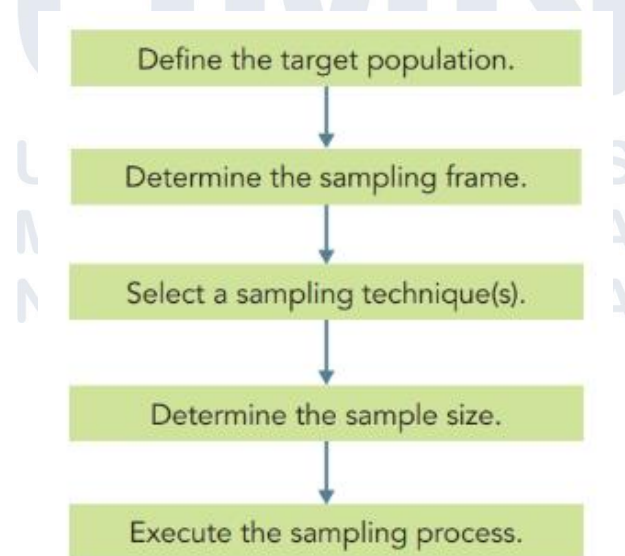 Define the target population.
Determine the sampling frame.
Select a sampling technique(s).
Determine the sample size.
Execute the sampling process.